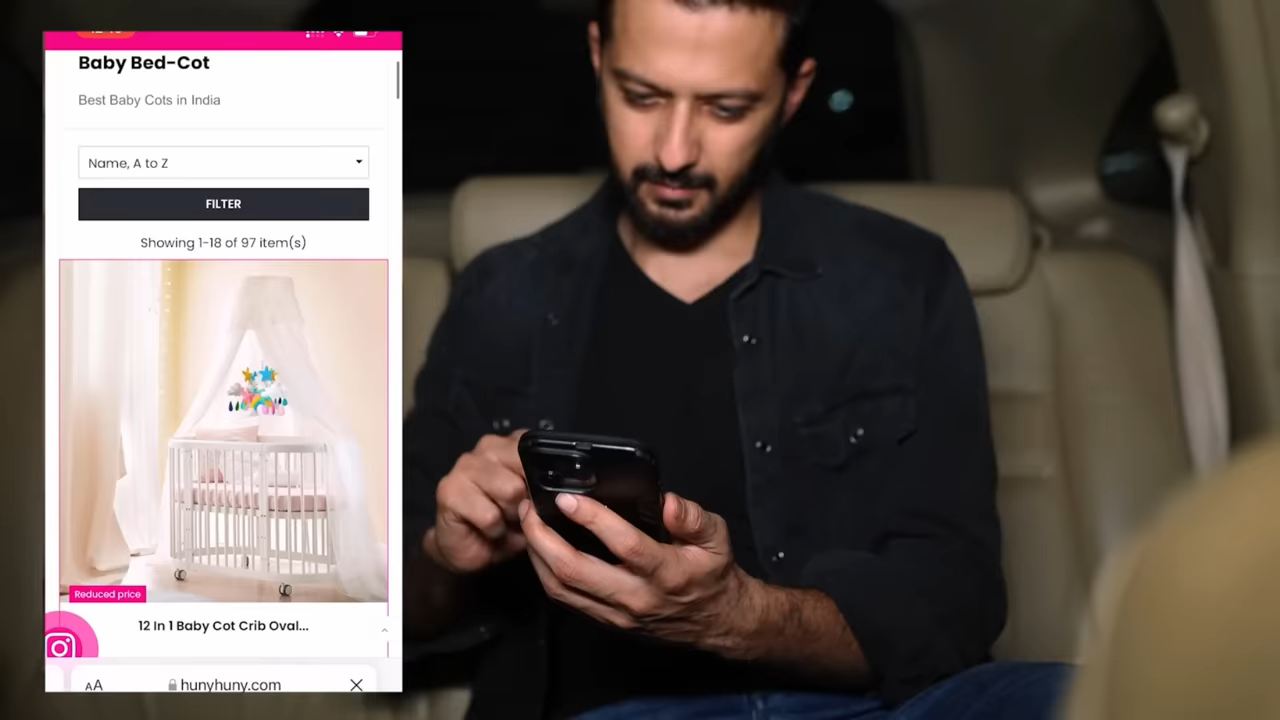 Baby Bed-Cot
Best Baby Cots in India
Name, A to Z
FILTER
Showing 1-18 of 97 item(s)
Reduced price
12 In 1 Baby Cot Crib Oval...
AA
hunyhuny.com